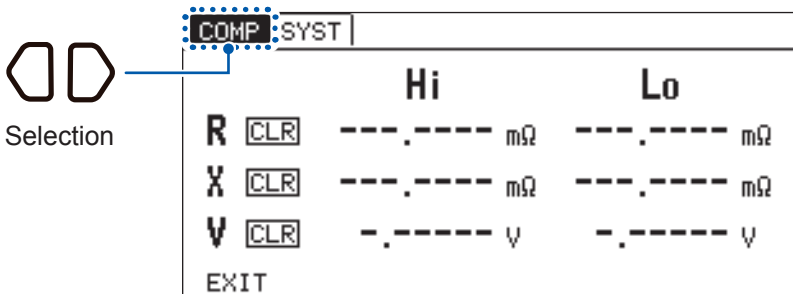 COMP SYST
Hi Lo
Selection
R CLR ---.---- mΩ ---.---- mΩ
X CLR ---.---- mΩ ---.---- mΩ
V CLR -.----- V -.----- V
EXIT